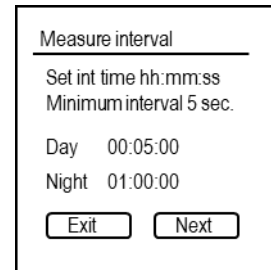 Measure interval
Set int time hh:mm:ss
Minimum interval 5 sec.
Day 00:05:00
Night 01:00:00
Exit Next